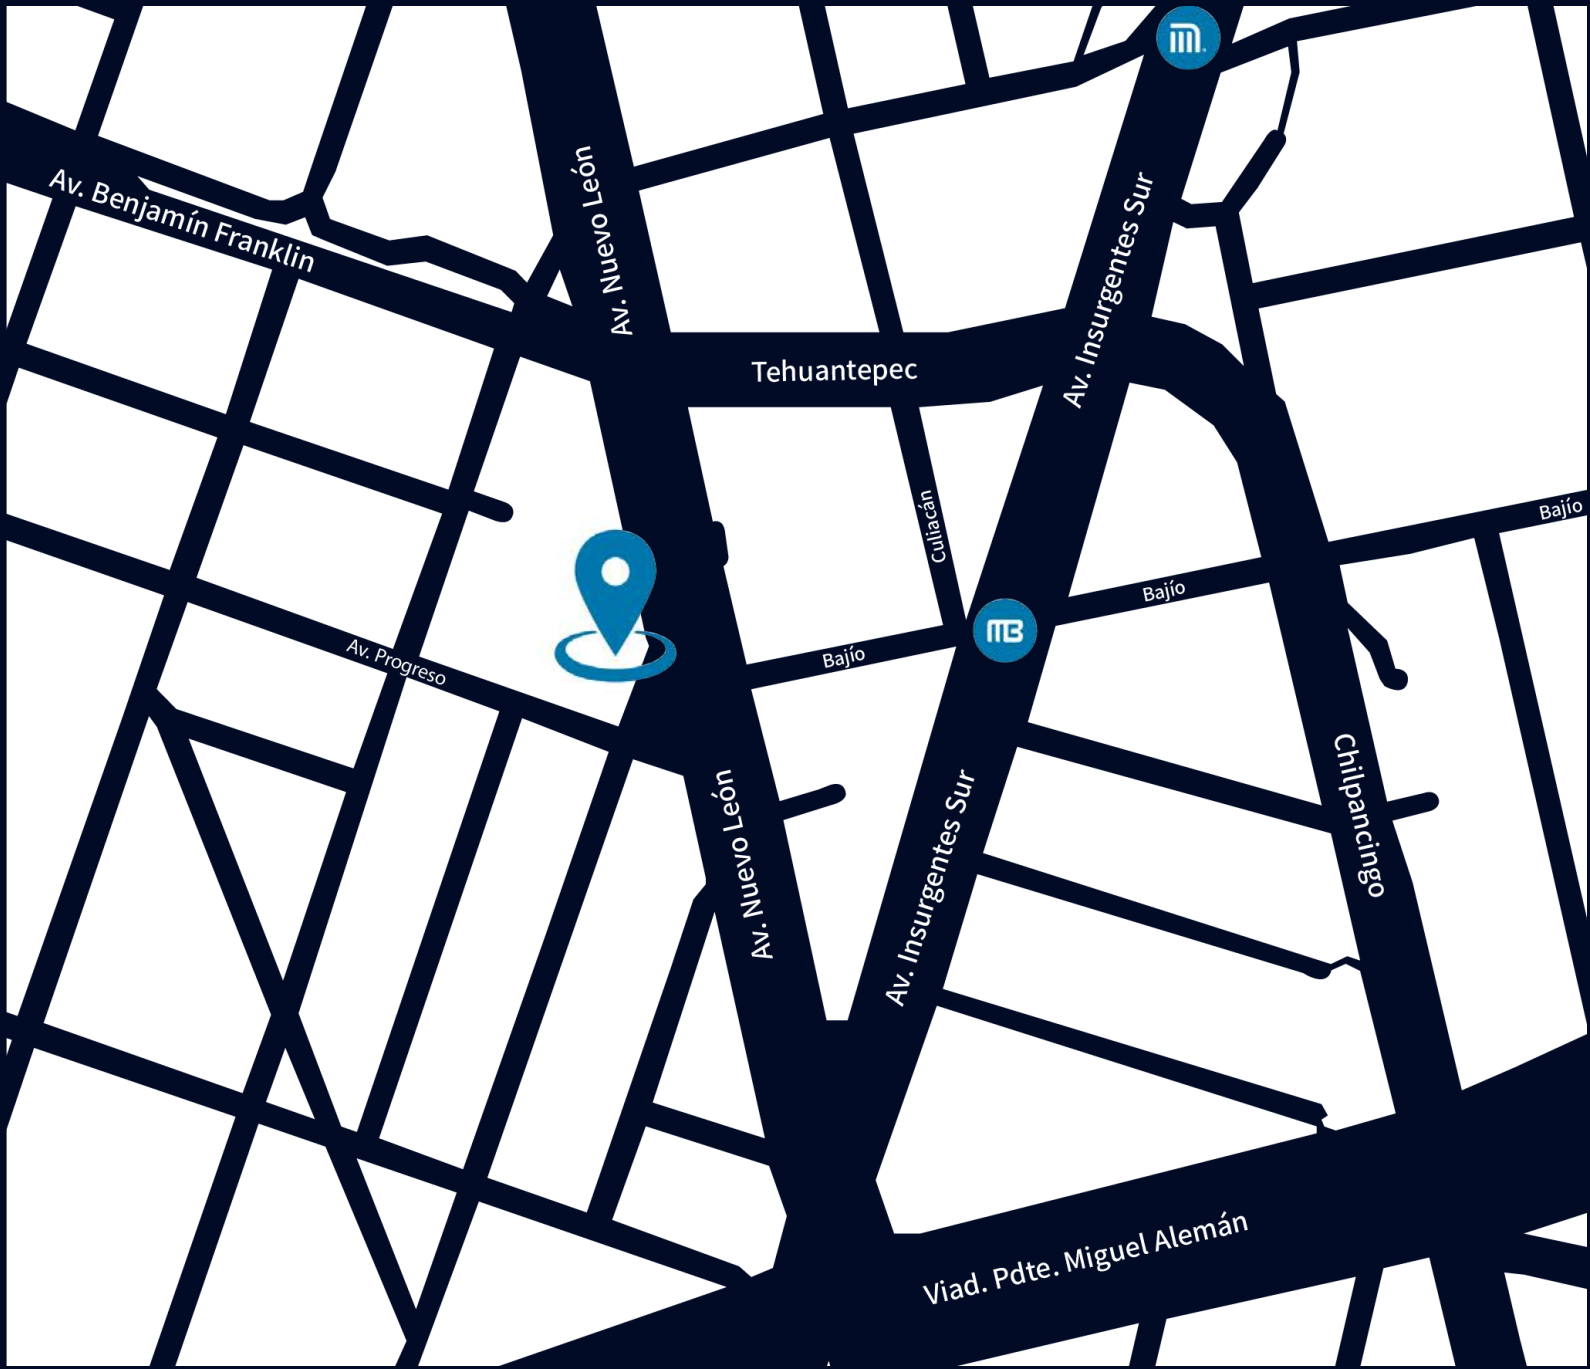 Av. Benjamín Franklin
Av. Nuevo León
Av. Insurgentes Sur
Tehuantepec
Culiacán
Bajío
Bajío
MB
Bajío
Av. Progreso
Av. Nuevo León
Av. Insurgentes Sur
Chilpancingo
Viad. Pdte. Miguel Alemán